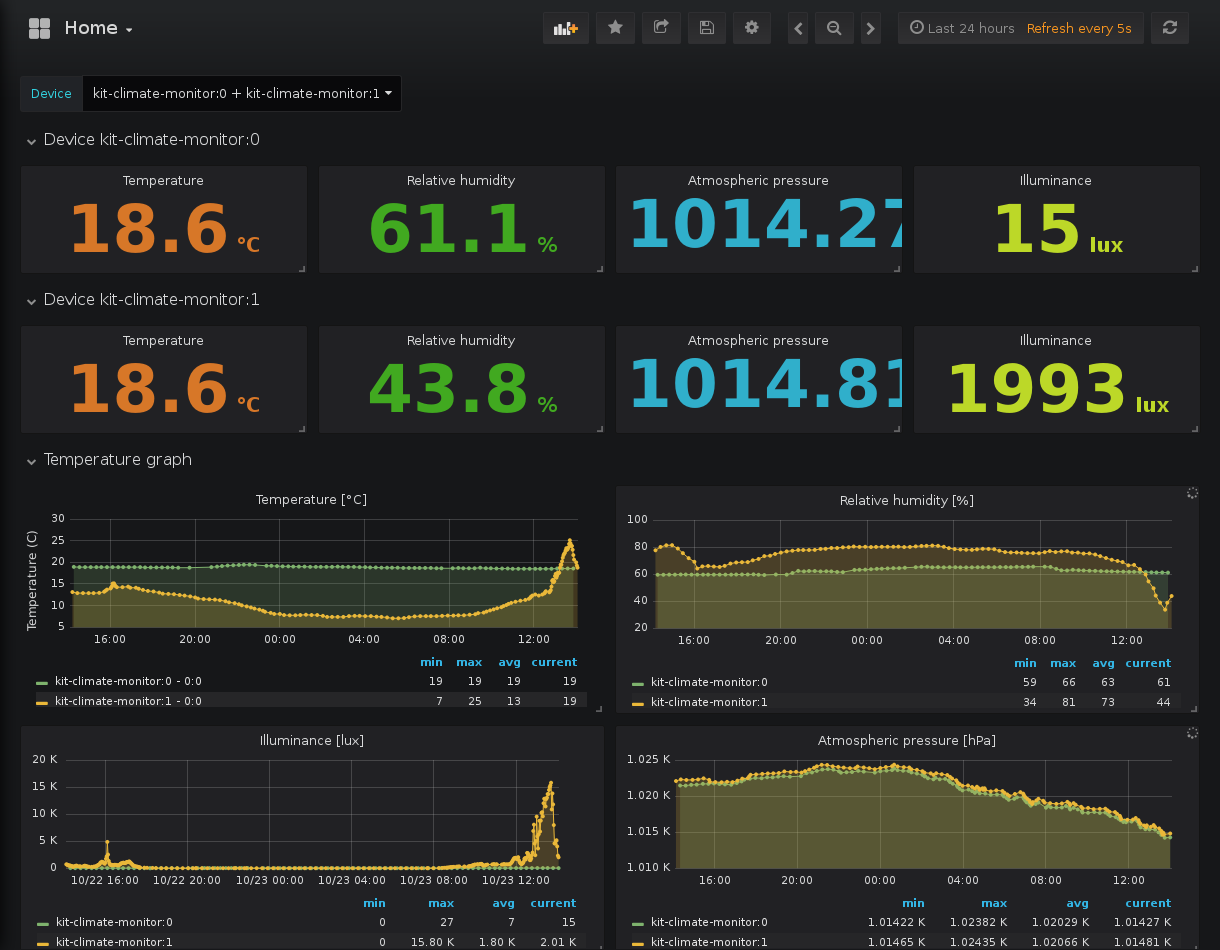 Home
Last 24 hours Refresh every 5s
Device kit-climate-monitor:0 + kit-climate-monitor:1
Device kit-climate-monitor:0
Temperature Relative humidity Atmospheric pressure Illuminance
18.6 °C 61.1 % 1014.27 15 lux
Device kit-climate-monitor:1
Temperature Relative humidity Atmospheric pressure Illuminance
18.6 °C 43.8 % 1014.81 1993 lux
Temperature graph
Temperature [°C]
Temperature (C)
30
25
20
15
10
5
16:00 20:00 00:00 04:00 08:00 12:00
min max avg current
kit-climate-monitor:0 - 0:0 19 19 19 19
kit-climate-monitor:1 - 0:0 7 25 13 19
Relative humidity [%]
100
80
60
40
20
16:00 20:00 00:00 04:00 08:00 12:00
min max avg current
kit-climate-monitor:0 59 66 63 61
kit-climate-monitor:1 34 81 73 44
Illuminance [lux]
20 K
15 K
10 K
5 K
0
10/22 16:00 10/22 20:00 10/23 00:00 10/23 04:00 10/23 08:00 10/23 12:00
min max avg current
kit-climate-monitor:0 0 27 7 15
kit-climate-monitor:1 0 15.80 K 1.80 K 2.01 K
Atmospheric pressure [hPa]
1.025 K
1.020 K
1.015 K
1.010 K
16:00 20:00 00:00 04:00 08:00 12:00
min max avg current
kit-climate-monitor:0 1.01422 K 1.02382 K 1.02029 K 1.01427 K
kit-climate-monitor:1 1.01465 K 1.02435 K 1.02066 K 1.01481 K